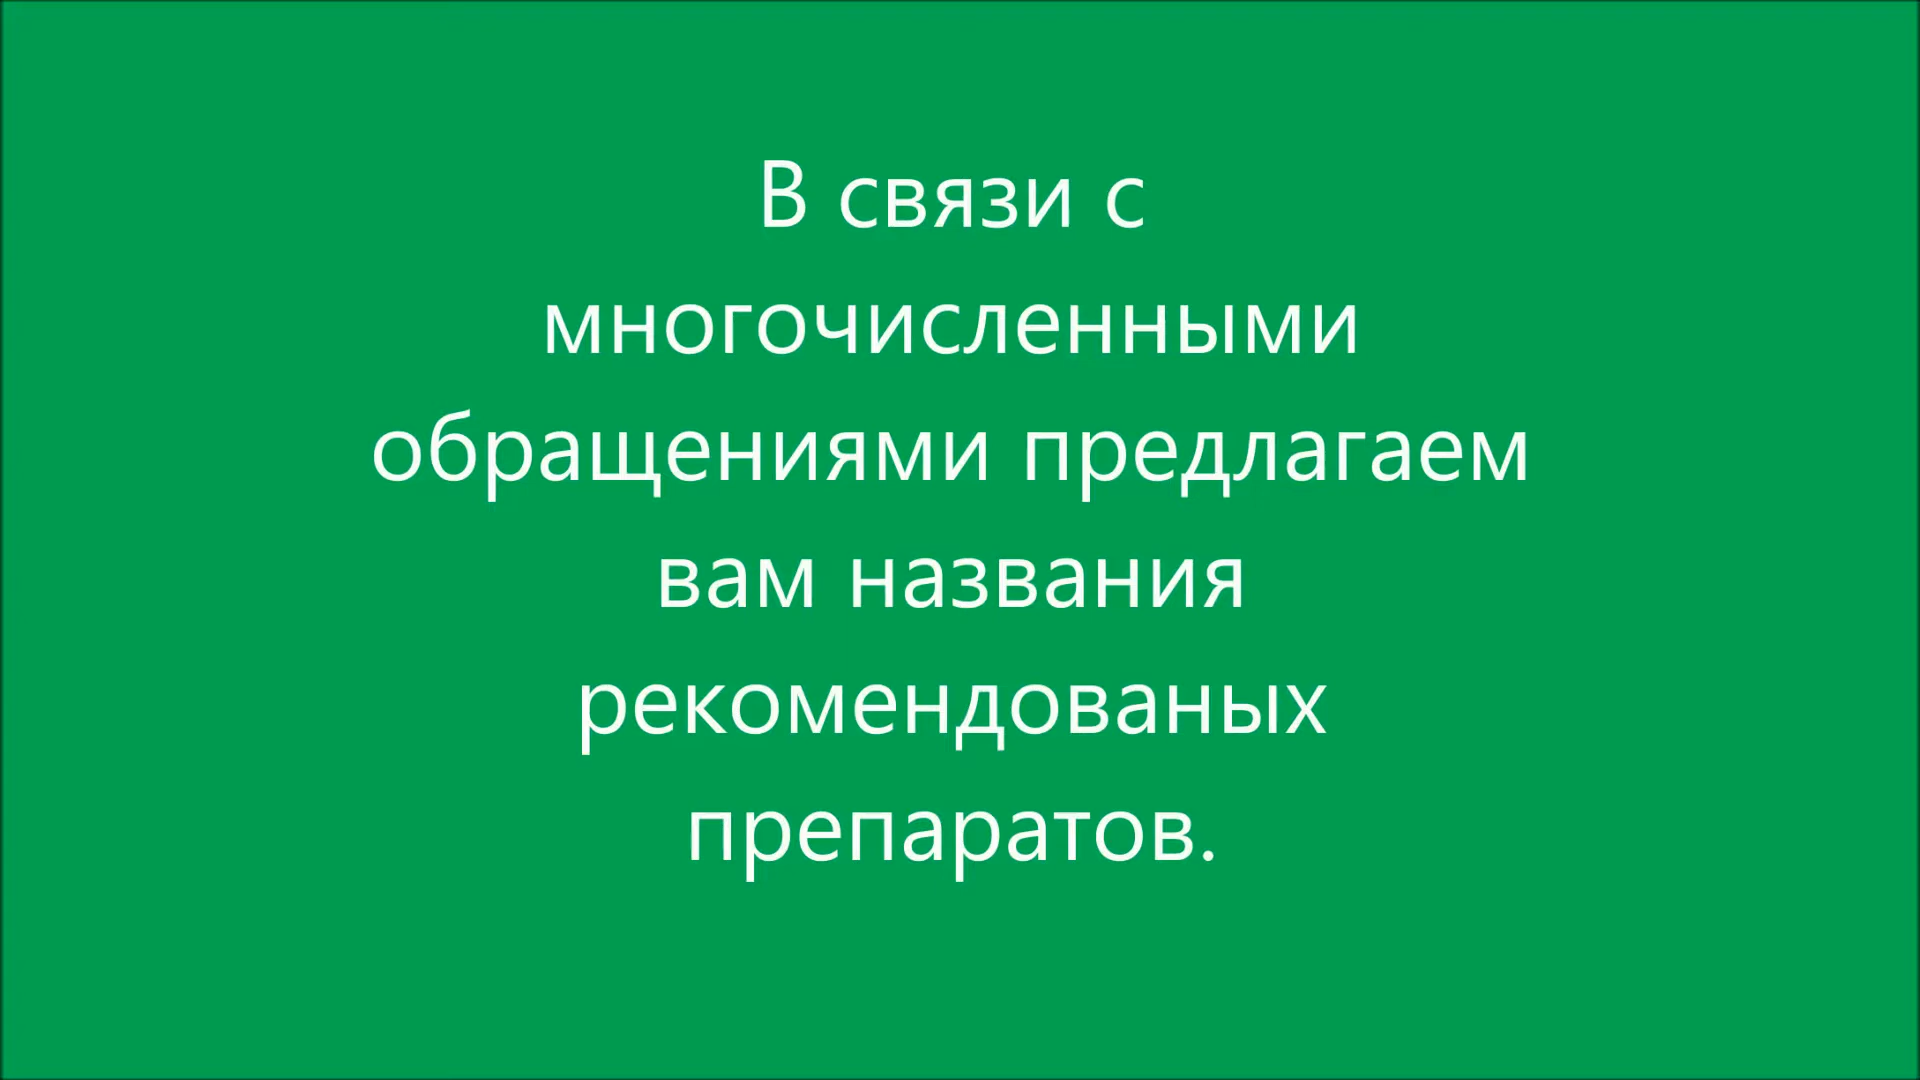 В связи с
многочисленными
обращениями предлагаем
вам названия
рекомендованых
препаратов.